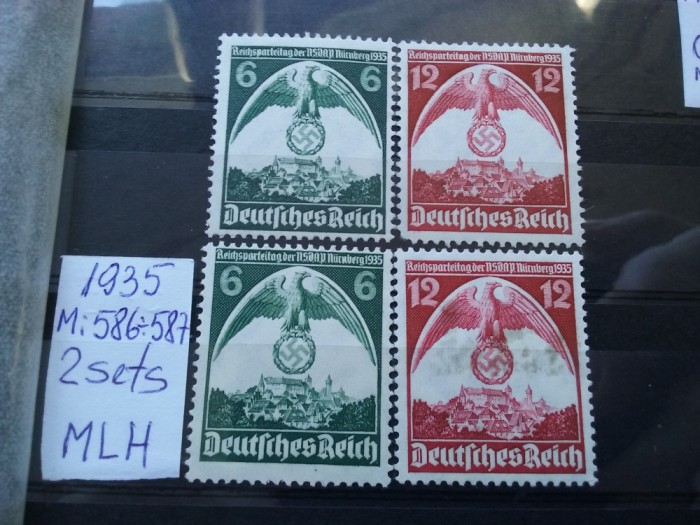 Reichsparteitag der NSDAP Nürnberg 1935
6 6
Deutsches Reich
Reichsparteitag der NSDAP Nürnberg 1935
12 12
Deutsches Reich
Reichsparteitag der NSDAP Nürnberg 1935
6 6
Deutsches Reich
Reichsparteitag der NSDAP Nürnberg 1935
12 12
Deutsches Reich
1935
Mi 586÷587
2 sets
MLH